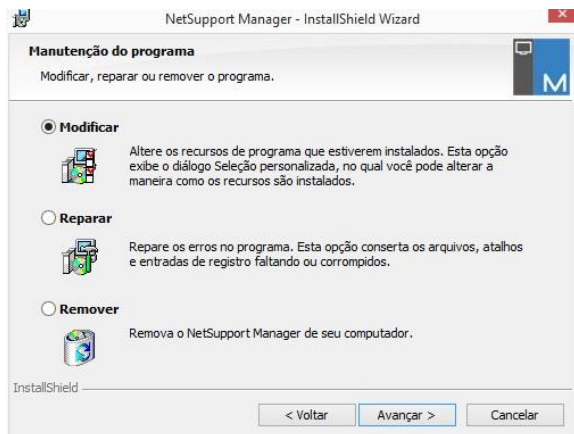 NetSupport Manager - InstallShield Wizard
Manutenção do programa
Modificar, reparar ou remover o programa.
M
Modificar
Altere os recursos de programa que estiverem instalados. Esta opção
exibe o diálogo Seleção personalizada, no qual você pode alterar a
maneira como os recursos são instalados.
Reparar
Repare os erros no programa. Esta opção conserta os arquivos, atalhos
e entradas de registro faltando ou corrompidos.
Remover
Remova o NetSupport Manager de seu computador.
InstallShield
< Voltar
Avançar >
Cancelar